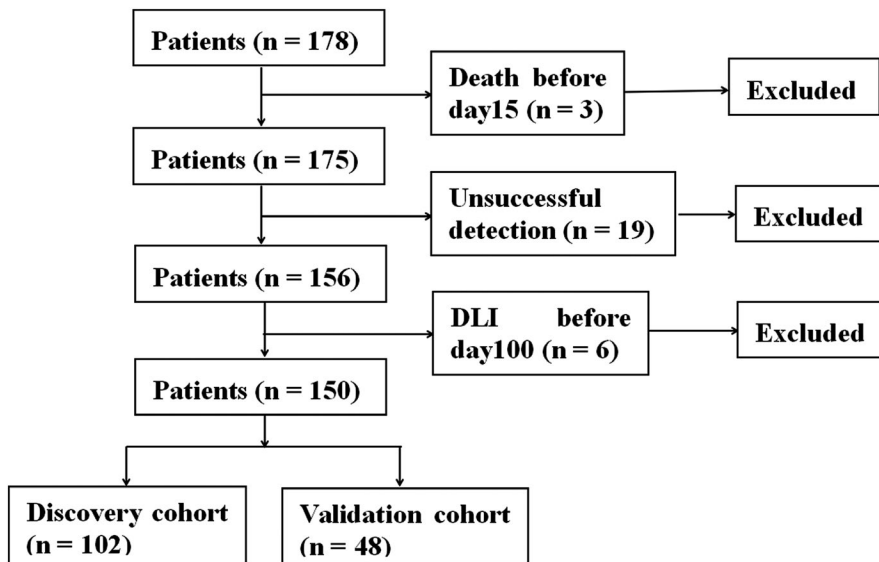 Patients (n = 178)
Death before
day15 (n = 3)
Excluded
Patients (n = 175)
Unsuccessful
detection (n = 19)
Excluded
Patients (n = 156)
DLI before
day100 (n = 6)
Excluded
Patients (n = 150)
Discovery cohort
(n = 102)
Validation cohort
(n = 48)